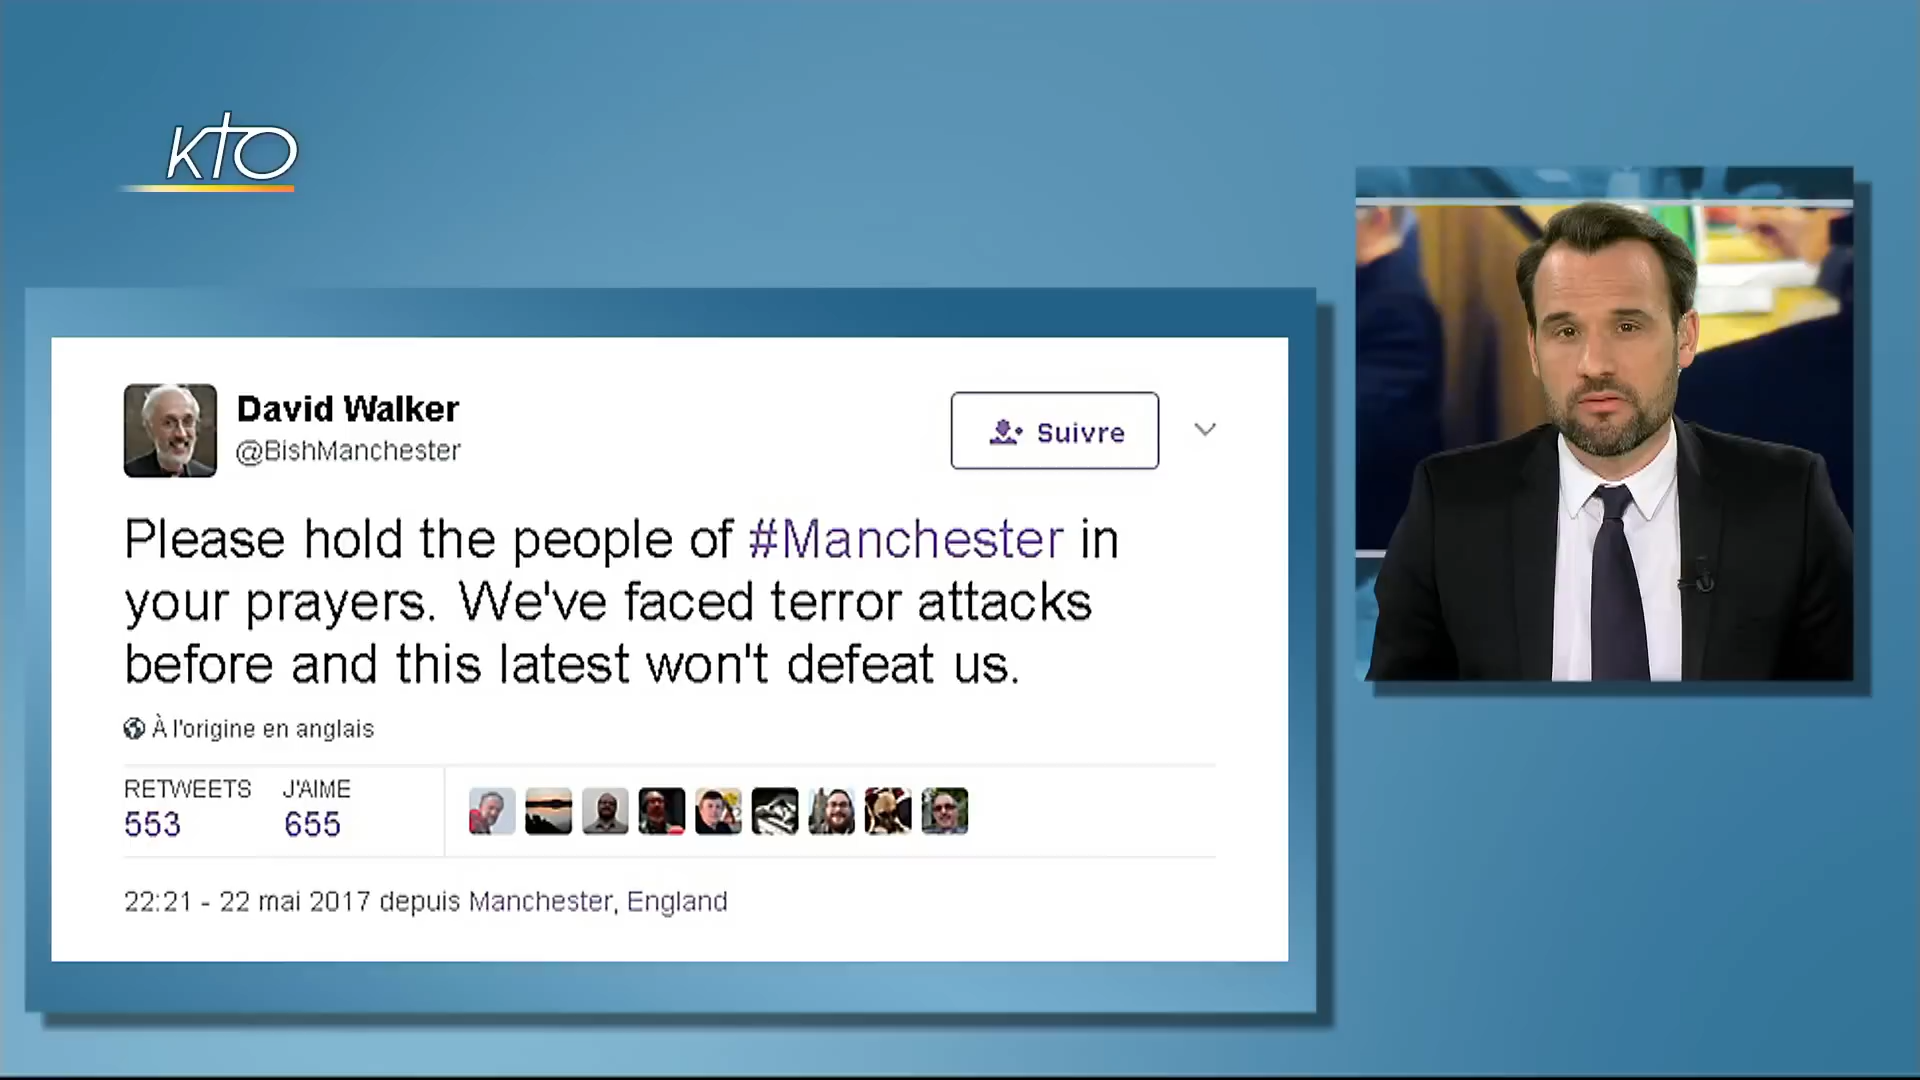 KTO
David Walker
@BishManchester
Suivre
Please hold the people of #Manchester in
your prayers. We've faced terror attacks
before and this latest won't defeat us.
À l'origine en anglais
RETWEETS J'AIME
553 655
22:21 - 22 mai 2017 depuis Manchester, England